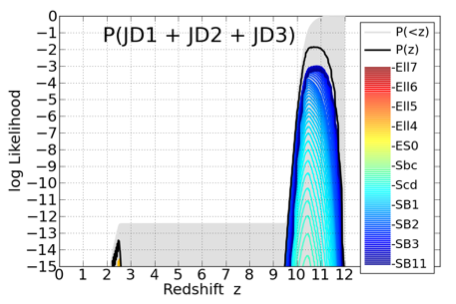 P(JD1 + JD2 + JD3)
log Likelihood
0
−1
−2
−3
−4
−5
−6
−7
−8
−9
−10
−11
−12
−13
−14
−15
0 1 2 3 4 5 6 7 8 9 10 11 12
Redshift z
P(<z)
P(z)
-Ell7
-Ell6
-Ell5
-Ell4
-ES0
-Sbc
-Scd
-SB1
-SB2
-SB3
-SB11